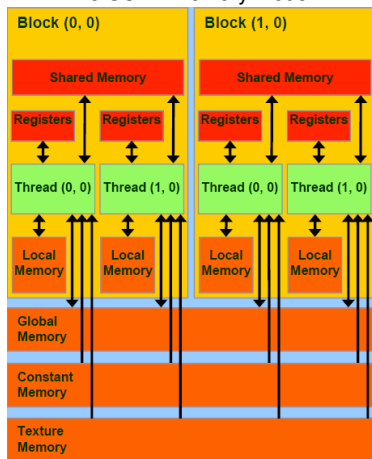 Block (0, 0)
Block (1, 0)
Shared Memory
Shared Memory
Registers
Registers
Registers
Registers
Thread (0, 0)
Thread (1, 0)
Thread (0, 0)
Thread (1, 0)
Local
Memory
Local
Memory
Local
Memory
Local
Memory
Global
Memory
Constant
Memory
Texture
Memory